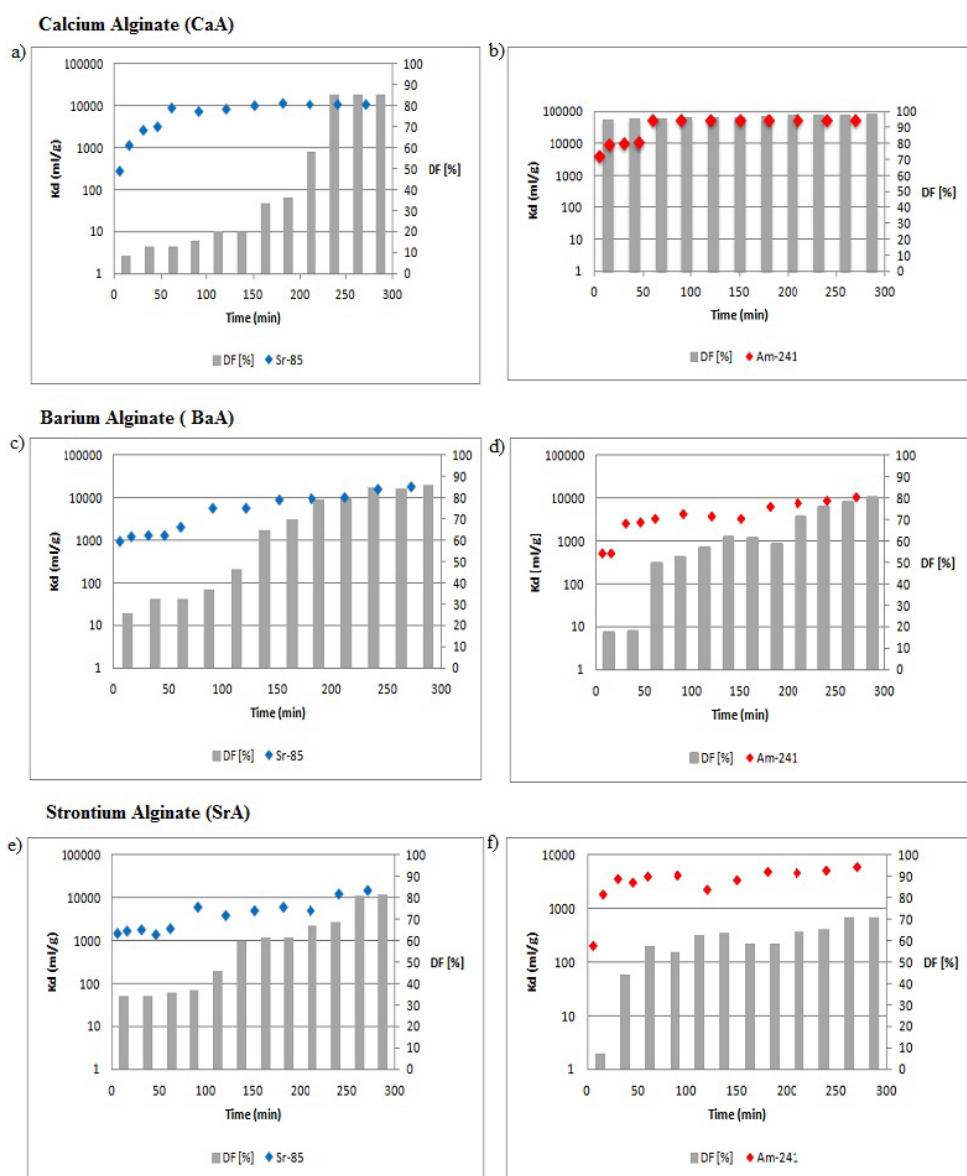 Calcium Alginate (CaA)
a)
100000
10000
1000
100
10
1
Kd (ml/g)
100
90
80
70
60
50
40
30
20
10
0
DF [%]
0 50 100 150 200 250 300
Time (min)
DF [%] Sr-85
b)
100000
10000
1000
100
10
1
Kd (ml/g)
100
90
80
70
60
50
40
30
20
10
0
DF [%]
0 50 100 150 200 250 300
Time (min)
DF [%] Am-241
Barium Alginate ( BaA)
c)
100000
10000
1000
100
10
1
Kd (ml/g)
100
90
80
70
60
50
40
30
20
10
0
DF [%]
0 50 100 150 200 250 300
Time (min)
DF [%] Sr-85
d)
100000
10000
1000
100
10
1
Kd [ml/g]
100
90
80
70
60
50
40
30
20
10
0
DF [%]
0 50 100 150 200 250 300
Time (min)
DF [%] Am-241
Strontium Alginate (SrA)
e)
100000
10000
1000
100
10
1
Kd (ml/g)
100
90
80
70
60
50
40
30
20
10
0
DF [%]
0 50 100 150 200 250 300
Time (min)
DF [%] Sr-85
f)
10000
1000
100
10
1
Kd (ml/g)
100
90
80
70
60
50
40
30
20
10
0
DF [%]
0 50 100 150 200 250 300
Time (min)
DF [%] Am-241